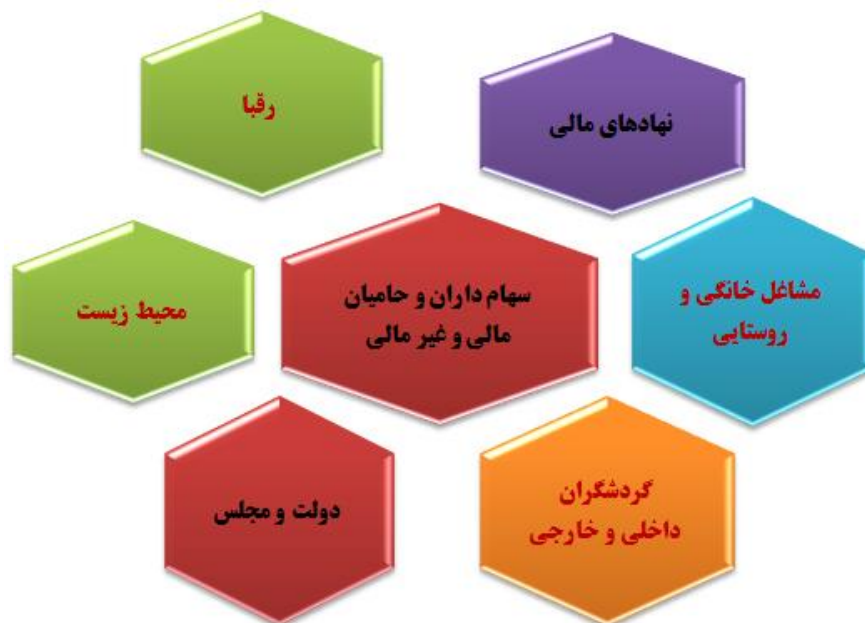 رقبا
نهادهای مالی
محیط زیست
سهام داران و حامیان
مالی و غیر مالی
مشاغل خانگی و
روستایی
دولت و مجلس
گردشگران
داخلی و خارجی